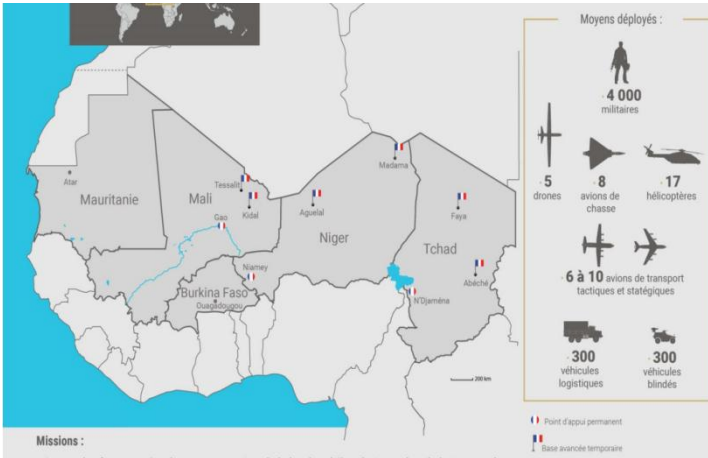 Moyens déployés :
4 000
militaires
5
drones
8
avions de
chasse
17
hélicoptères
6 à 10 avions de transport
tactiques et statégiques
300
véhicules
logistiques
300
véhicules
blindés
Atar
Mauritanie
Mali
Tessalit
Kidal
Gao
Aguelal
Madama
Niger
Niamey
Burkina Faso
Ouagadougou
Faya
Tchad
Abéché
N'Djaména
200 km
Point d'appui permanent
Base avancée temporaire
Missions :